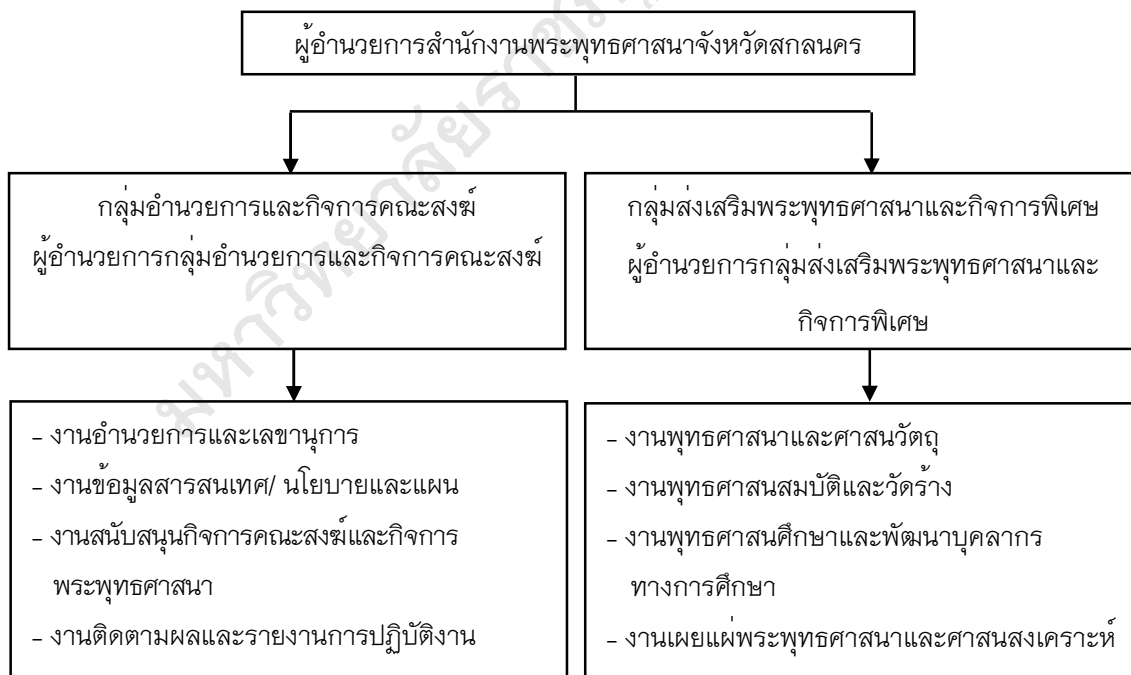 ผู้อำนวยการสำนักงานพระพุทธศาสนาจังหวัดสกลนคร
กลุ่มอำนวยการและกิจการคณะสงฆ์
ผู้อำนวยการกลุ่มอำนวยการและกิจการคณะสงฆ์
กลุ่มส่งเสริมพระพุทธศาสนาและกิจการพิเศษ
ผู้อำนวยการกลุ่มส่งเสริมพระพุทธศาสนาและ
กิจการพิเศษ
- งานอำนวยการและเลขานุการ
- งานข้อมูลสารสนเทศ/ นโยบายและแผน
- งานสนับสนุนกิจการคณะสงฆ์และกิจการ
พระพุทธศาสนา
- งานติดตามผลและรายงานการปฏิบัติงาน
- งานพุทธศาสนาและศาสนวัตถุ
- งานพุทธศาสนสมบัติและวัดร้าง
- งานพุทธศาสนศึกษาและพัฒนาบุคลากร
ทางการศึกษา
- งานเผยแผ่พระพุทธศาสนาและศาสนสงเคราะห์